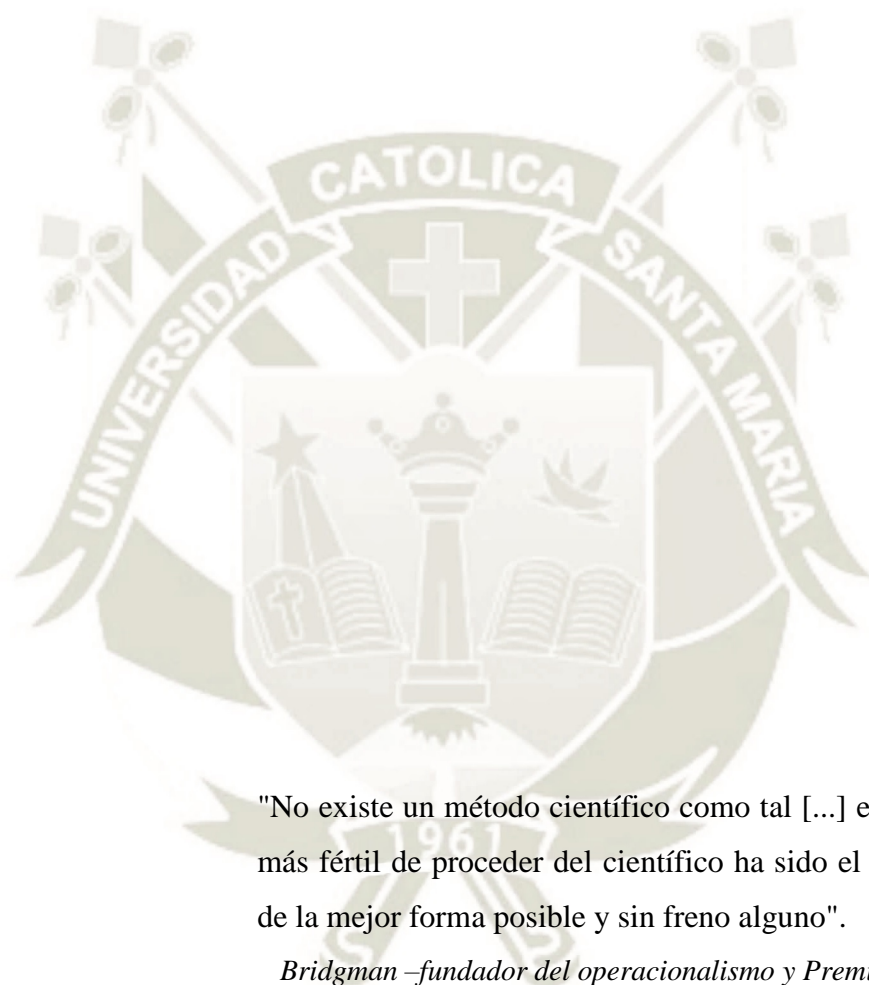 UNIVERSIDAD CATOLICA SANTA MARIA
"No existe un método científico como tal [...] e
más fértil de proceder del científico ha sido el
de la mejor forma posible y sin freno alguno".
1961
Bridgman –fundador del operacionalismo y Premi